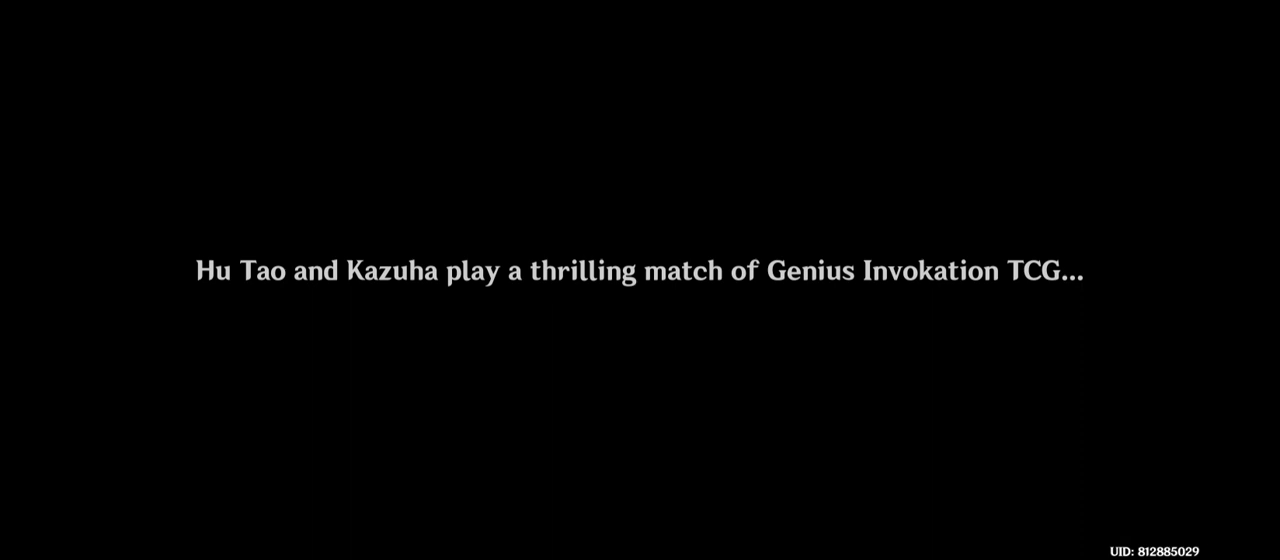 Hu Tao and Kazuha play a thrilling match of Genius Invokation TCG...
UID: 812885029